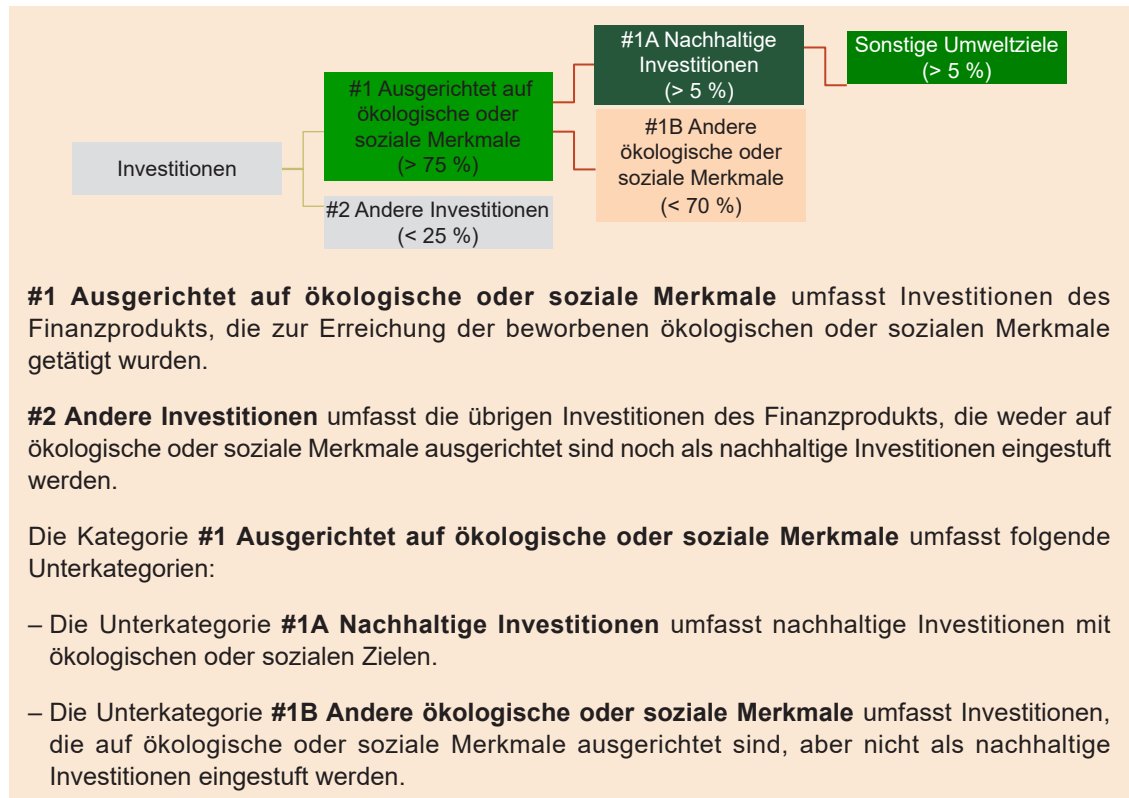 #1A Nachhaltige
Investitionen
(> 5 %)
Sonstige Umweltziele
(> 5 %)
#1 Ausgerichtet auf
ökologische oder
soziale Merkmale
(> 75 %)
#1B Andere
ökologische oder
soziale Merkmale
(< 70 %)
Investitionen
#2 Andere Investitionen
(< 25 %)
#1 Ausgerichtet auf ökologische oder soziale Merkmale umfasst Investitionen des
Finanzprodukts, die zur Erreichung der beworbenen ökologischen oder sozialen Merkmale
getätigt wurden.
#2 Andere Investitionen umfasst die übrigen Investitionen des Finanzprodukts, die weder auf
ökologische oder soziale Merkmale ausgerichtet sind noch als nachhaltige Investitionen eingestuft
werden.
Die Kategorie #1 Ausgerichtet auf ökologische oder soziale Merkmale umfasst folgende
Unterkategorien:
– Die Unterkategorie #1A Nachhaltige Investitionen umfasst nachhaltige Investitionen mit
ökologischen oder sozialen Zielen.
– Die Unterkategorie #1B Andere ökologische oder soziale Merkmale umfasst Investitionen,
die auf ökologische oder soziale Merkmale ausgerichtet sind, aber nicht als nachhaltige
Investitionen eingestuft werden.